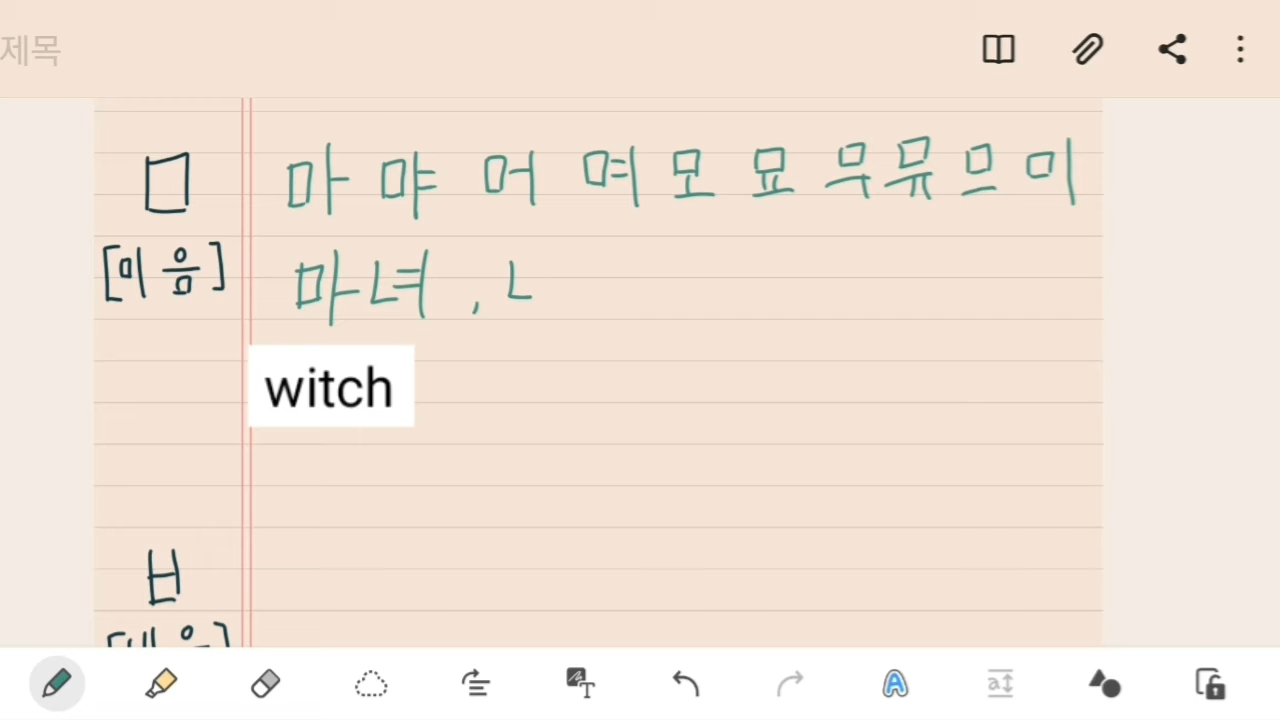 제목
ㅁ 마 먀 머 며 모 묘 무 뮤 므 미
[미음] 마녀, ㄴ
witch
ㅂ